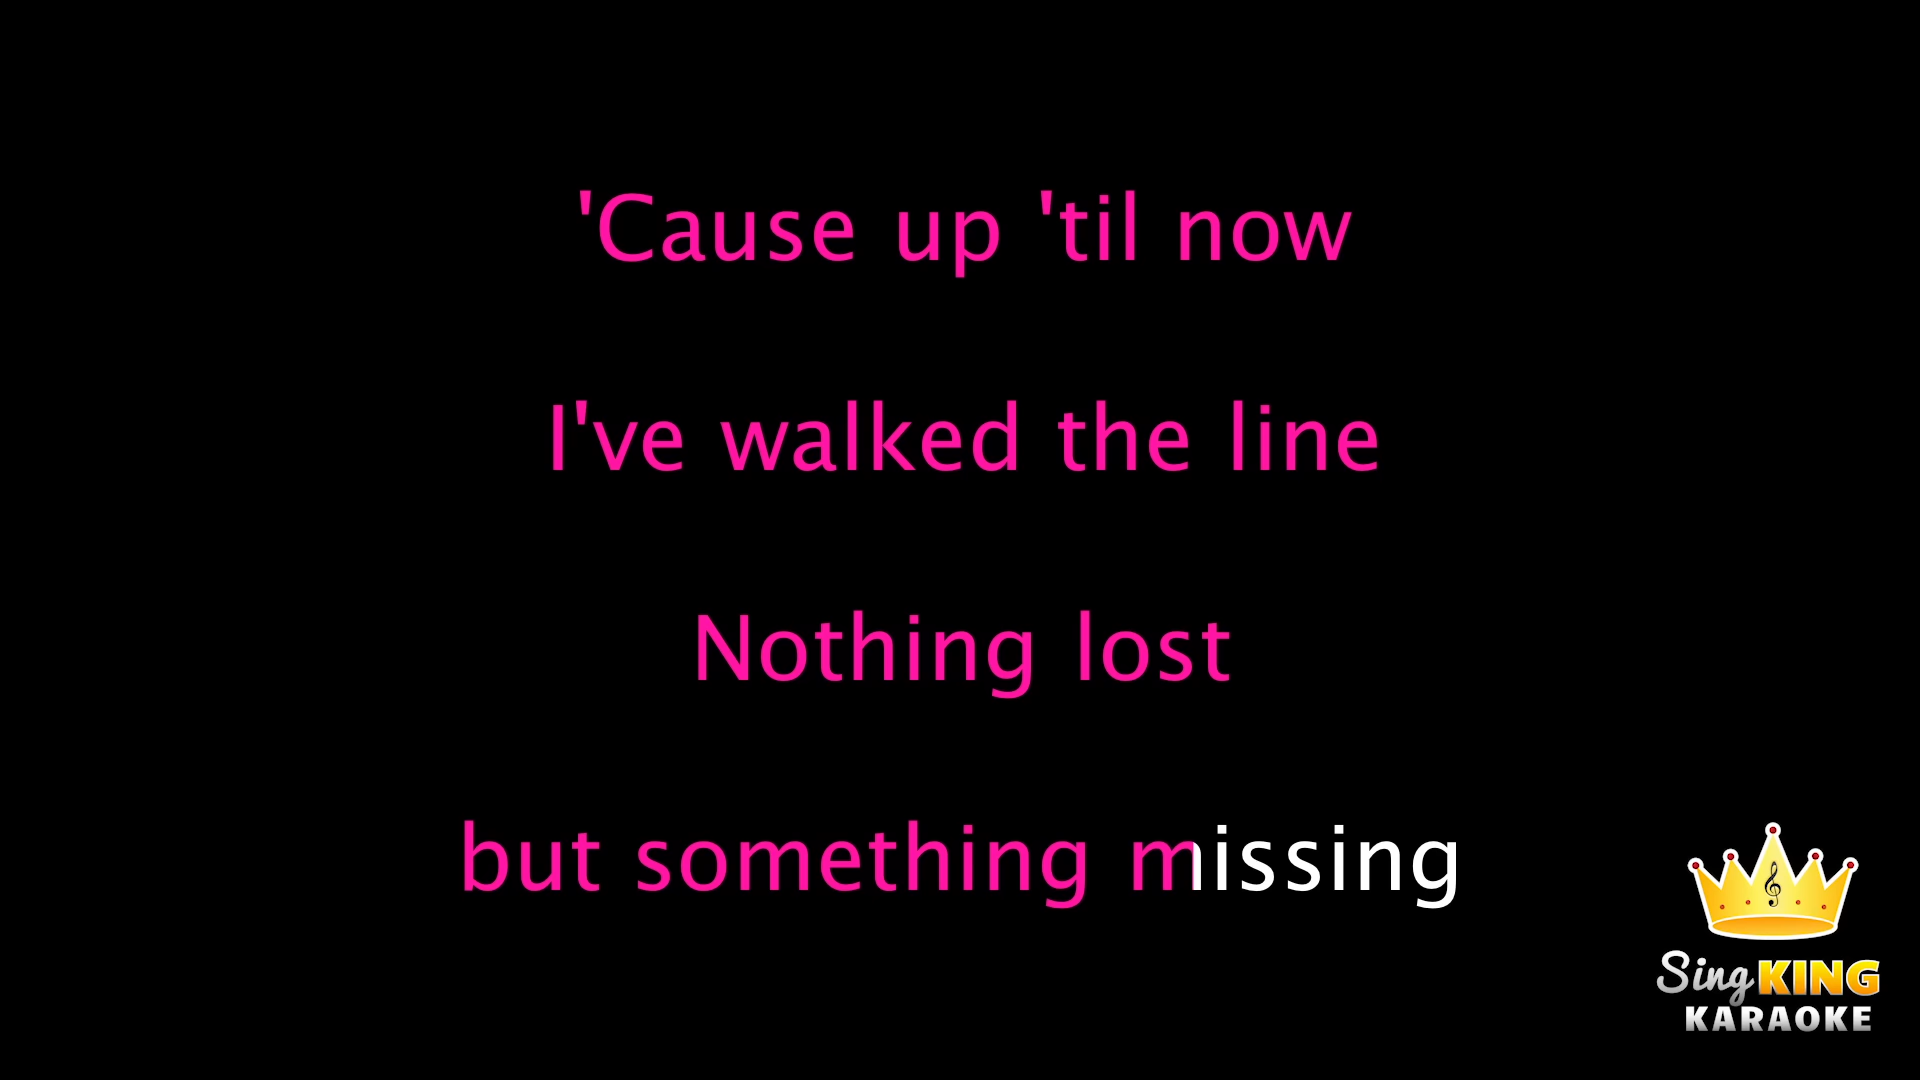 'Cause up 'til now
I've walked the line
Nothing lost
but something missing
Sing KING
KARAOKE